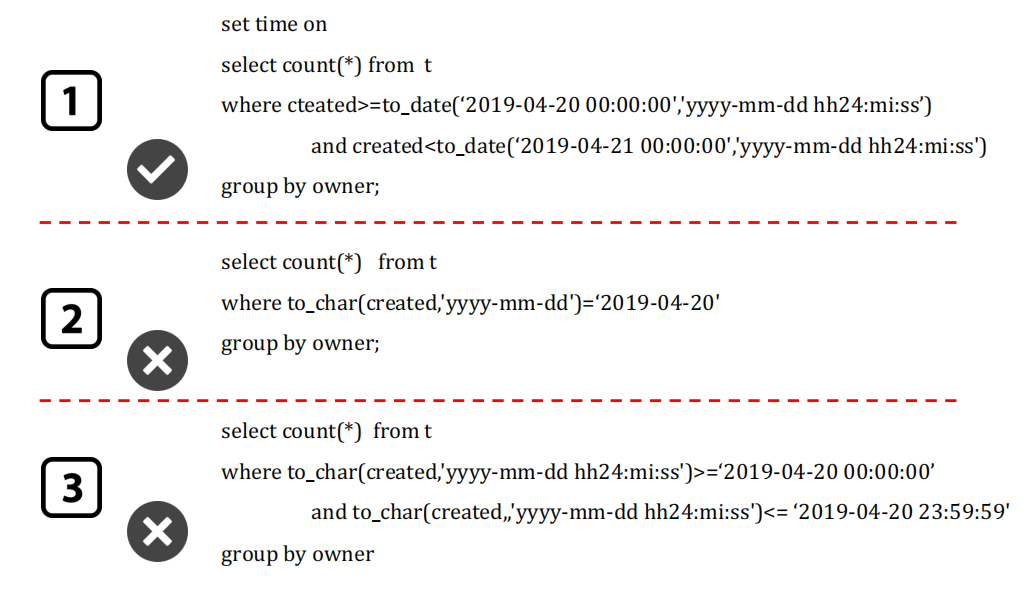 set time on
select count(*) from  t
1
where cteated>=to_date(‘2019-04-20 00:00:00','yyyy-mm-dd hh24:mi:ss’)
and created<to_date(‘2019-04-21 00:00:00','yyyy-mm-dd hh24:mi:ss')
group by owner;
select count(*)   from t
2
where to_char(created,'yyyy-mm-dd')=‘2019-04-20'
group by owner;
select count(*)  from t
3
where to_char(created,'yyyy-mm-dd hh24:mi:ss')>=‘2019-04-20 00:00:00’
and to_char(created,,'yyyy-mm-dd hh24:mi:ss')<= ‘2019-04-20 23:59:59'
group by owner